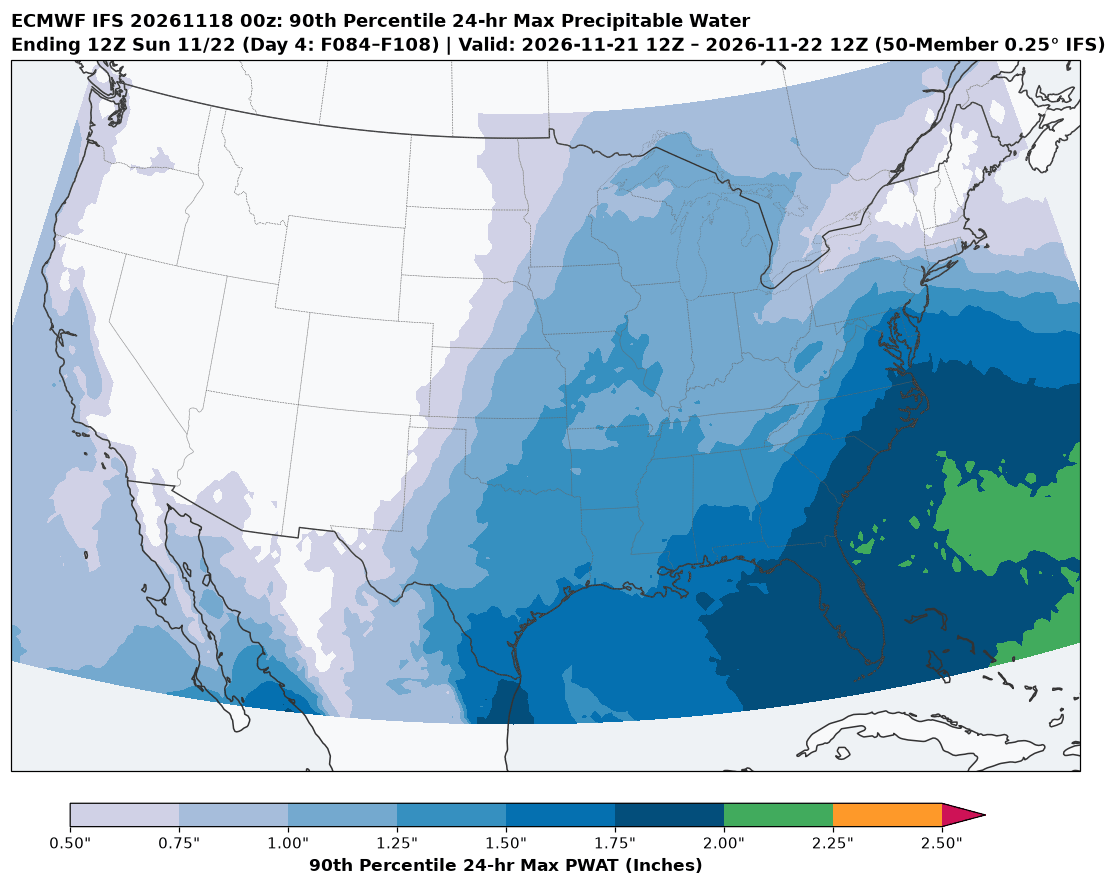 ECMWF IFS 20261118 00z: 90th Percentile 24-hr Max Precipitable Water
Ending 12Z Sun 11/22 (Day 4: F084–F108) | Valid: 2026-11-21 12Z – 2026-11-22 12Z (50-Member 0.25° IFS)
0.50" 0.75" 1.00" 1.25" 1.50" 1.75" 2.00" 2.25" 2.50"
90th Percentile 24-hr Max PWAT (Inches)